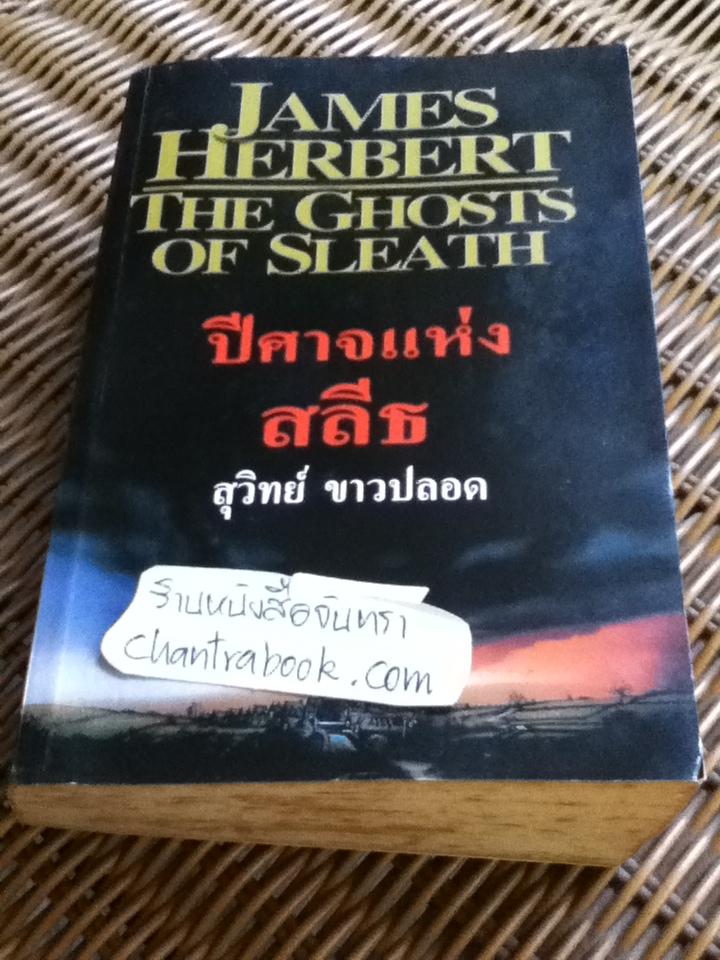 JAMES
HERBERT
THE GHOSTS
OF SLEATH
ปีศาจแห่ง
สลีธ
สุวิทย์ ขาวปลอด
ร้านหนังสือจันทรา
chantrabook.com